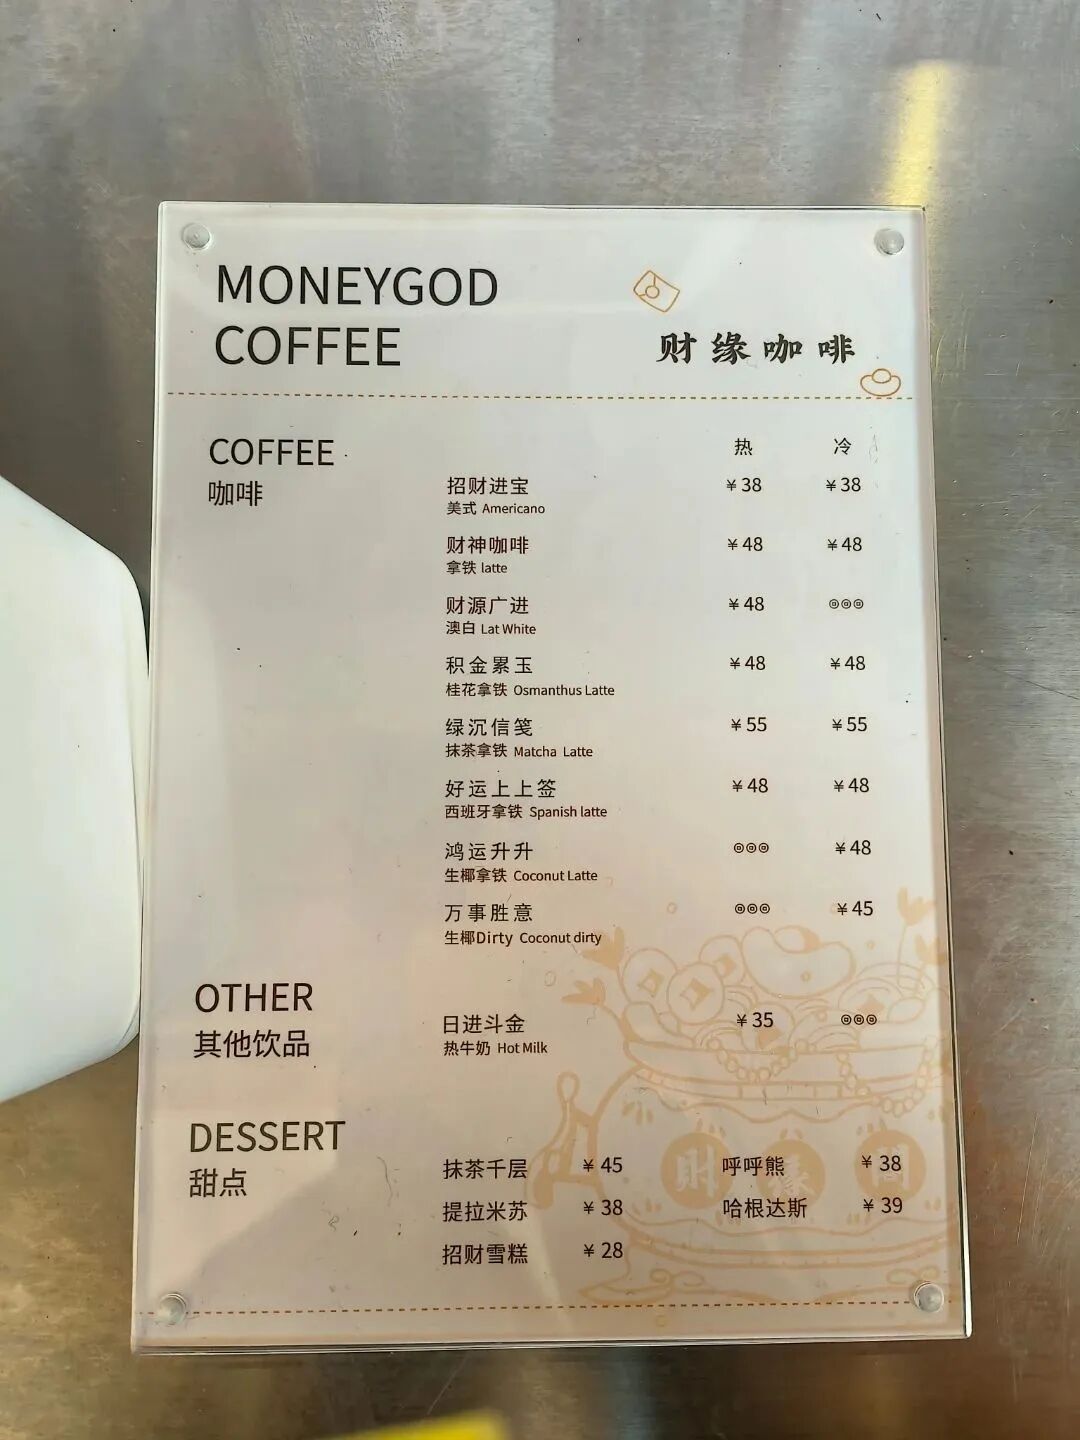 MONEYGOD
COFFEE
财缘咖啡
COFFEE 热 冷
咖啡
招财进宝 ¥38 ¥38
美式 Americano
财神咖啡 ¥48 ¥48
拿铁 latte
财源广进 ¥48
澳白 Lat White
积金累玉 ¥48 ¥48
桂花拿铁 Osmanthus Latte
绿沉信笺 ¥55 ¥55
抹茶拿铁 Matcha Latte
好运上上签 ¥48 ¥48
西班牙拿铁 Spanish latte
鸿运升升 ¥48
生椰拿铁 Coconut Latte
万事胜意 ¥45
生椰Dirty Coconut dirty
OTHER
其他饮品
日进斗金 ¥35
热牛奶 Hot Milk
DESSERT
甜点
抹茶千层 ¥45 呼呼熊 ¥38
提拉米苏 ¥38 哈根达斯 ¥39
招财雪糕 ¥28
财